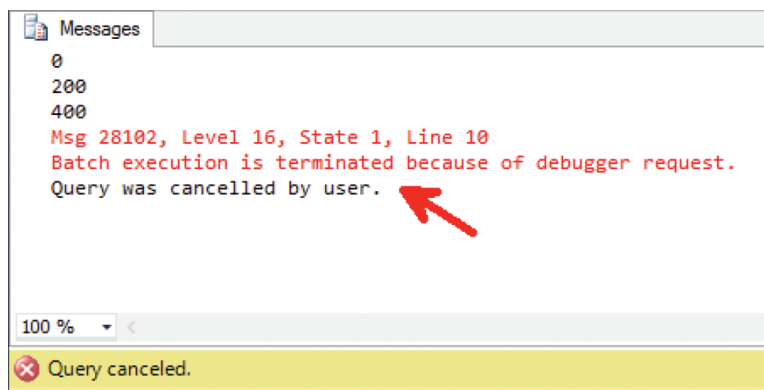 Messages
0
200
400
Msg 28102, Level 16, State 1, Line 10
Batch execution is terminated because of debugger request.
Query was cancelled by user.
100 %
Query canceled.